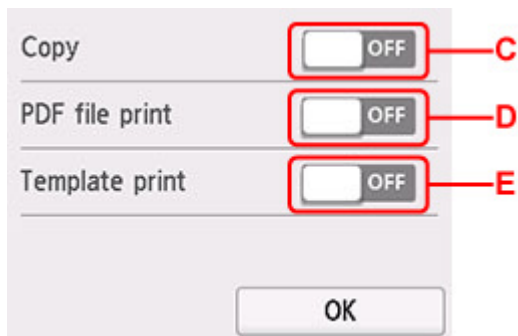 Copy OFF C
PDF file print OFF D
Template print OFF E
OK